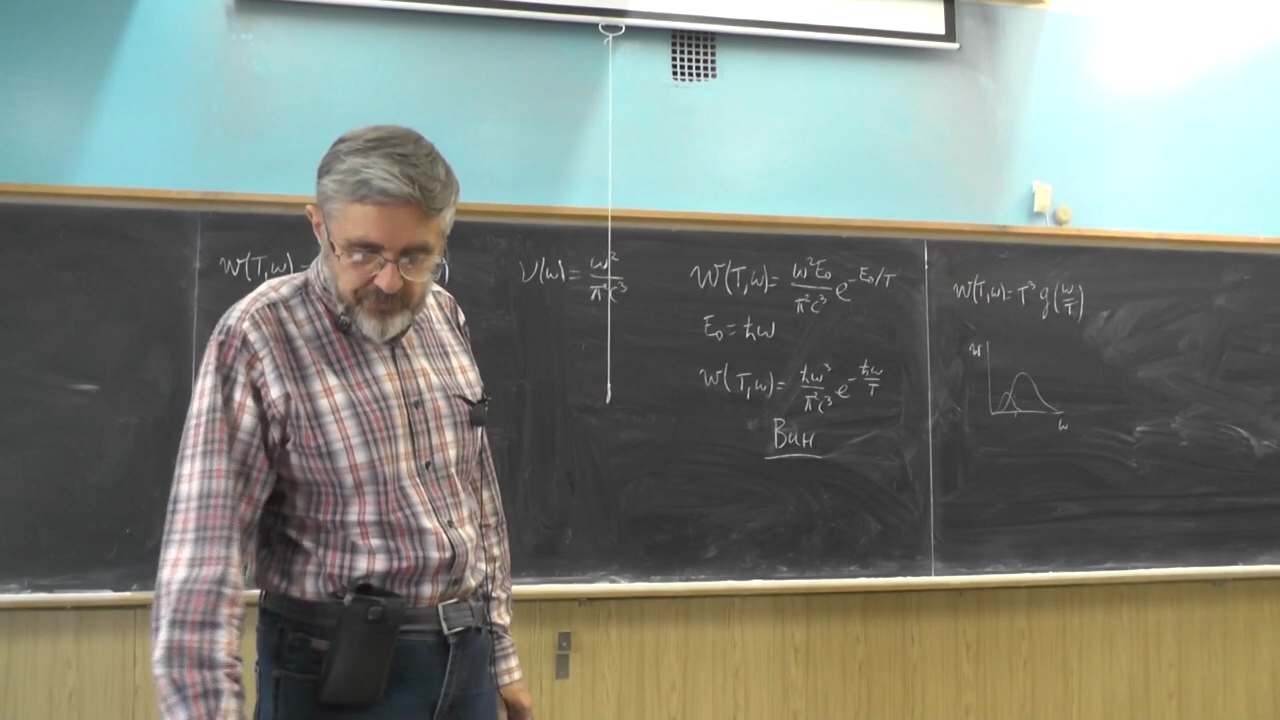 W(T,ω) =
ν(ω) = ω²/π²c³
W(T,ω) = ω²E₀/π²c³ e^(-E₀/T)
E₀ = ħω
W(T,ω) = ħω³/π²c³ e^(-ħω/T)
Вин
W(T,ω) = T³ g(ω/T)
W
ω